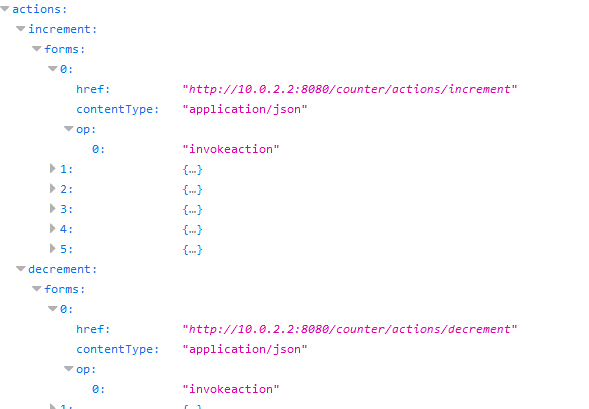 actions:
increment:
forms:
0:
href: "http://10.0.2.2:8080/counter/actions/increment"
contentType: "application/json"
op:
0: "invokeaction"
1: {…}
2: {…}
3: {…}
4: {…}
5: {…}
decrement:
forms:
0:
href: "http://10.0.2.2:8080/counter/actions/decrement"
contentType: "application/json"
op:
0: "invokeaction"
1: {…}